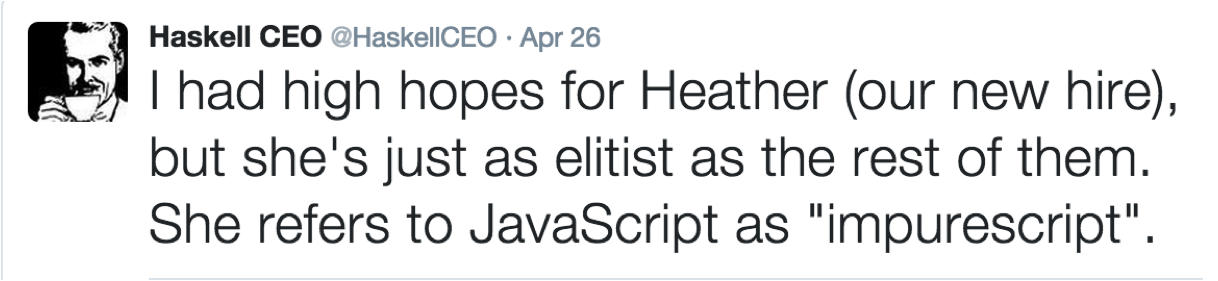 Haskell CEO @HaskellCEO · Apr 26
I had high hopes for Heather (our new hire),
but she's just as elitist as the rest of them.
She refers to JavaScript as "impurescript".